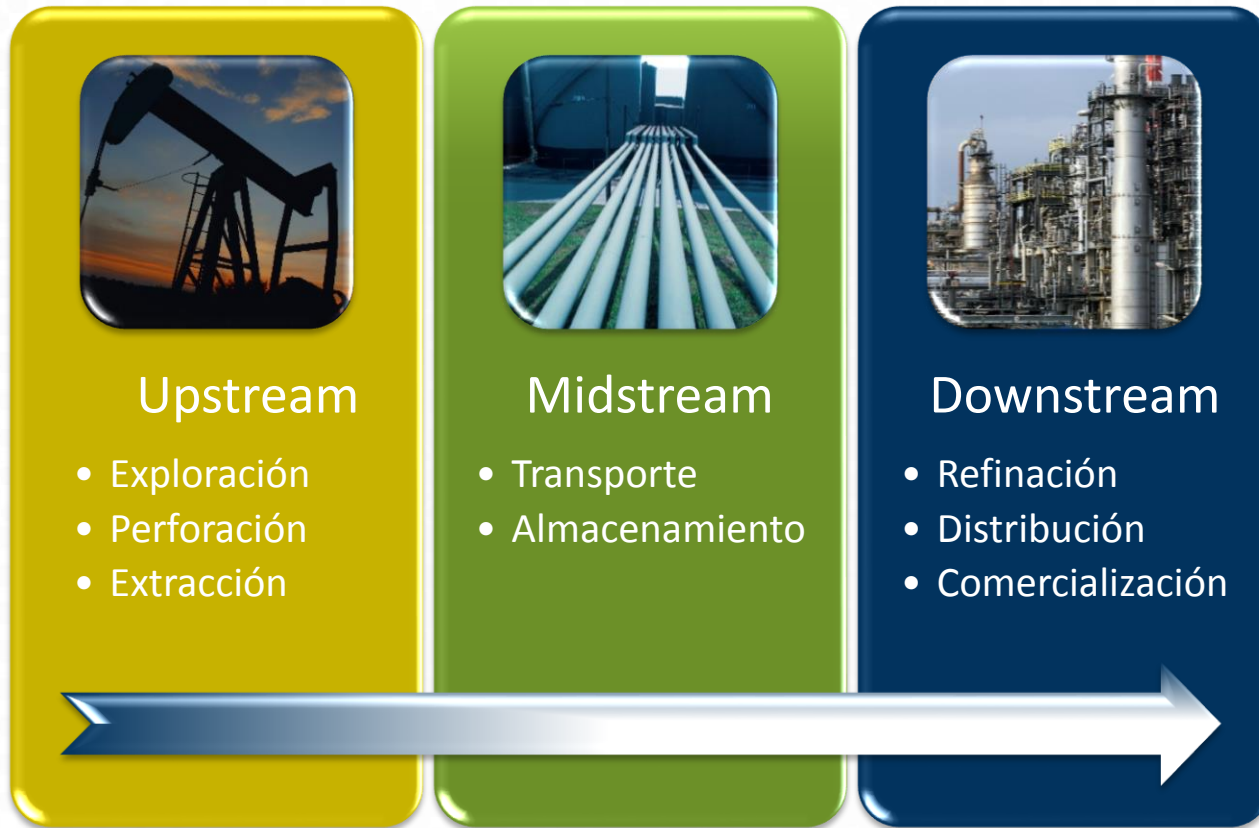 Upstream
• Exploración
• Perforación
• Extracción
Midstream
• Transporte
• Almacenamiento
Downstream
• Refinación
• Distribución
• Comercialización